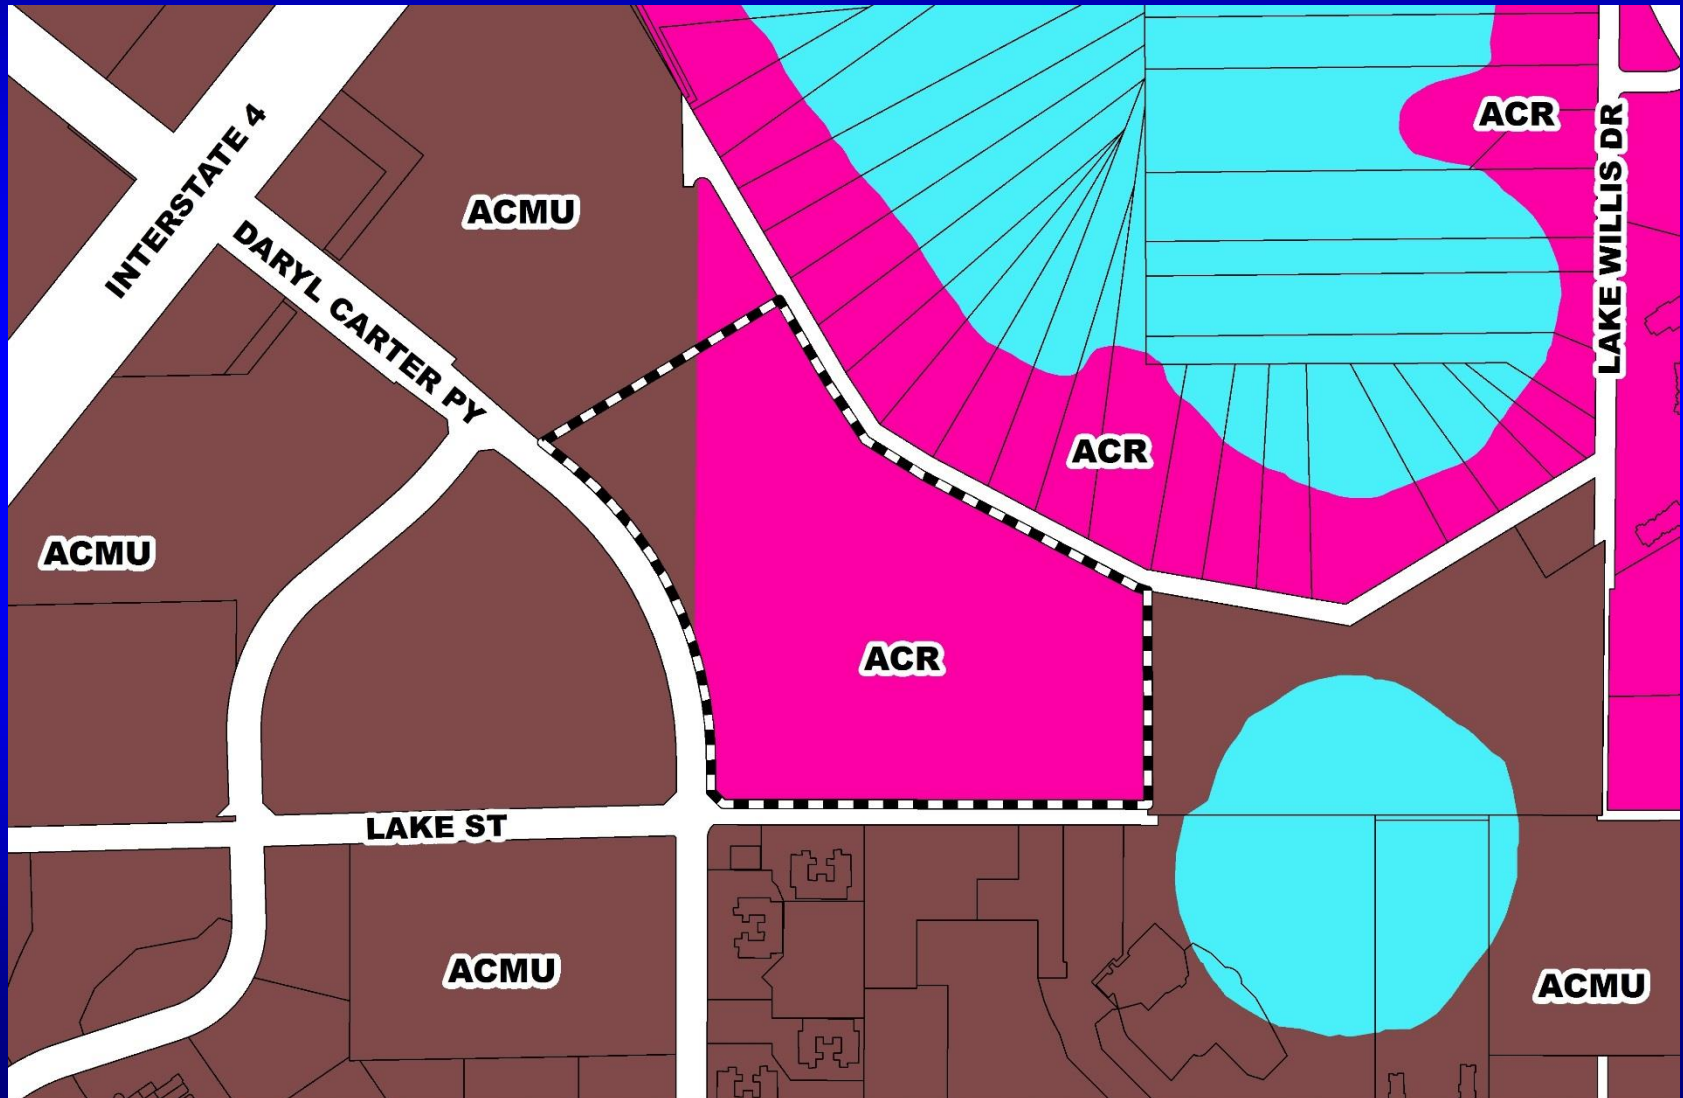 ACR
LAKE WILLIS DR
INTERSTATE 4
ACMU
DARYL CARTER PY
ACR
ACMU
ACR
LAKE ST
ACMU
ACMU